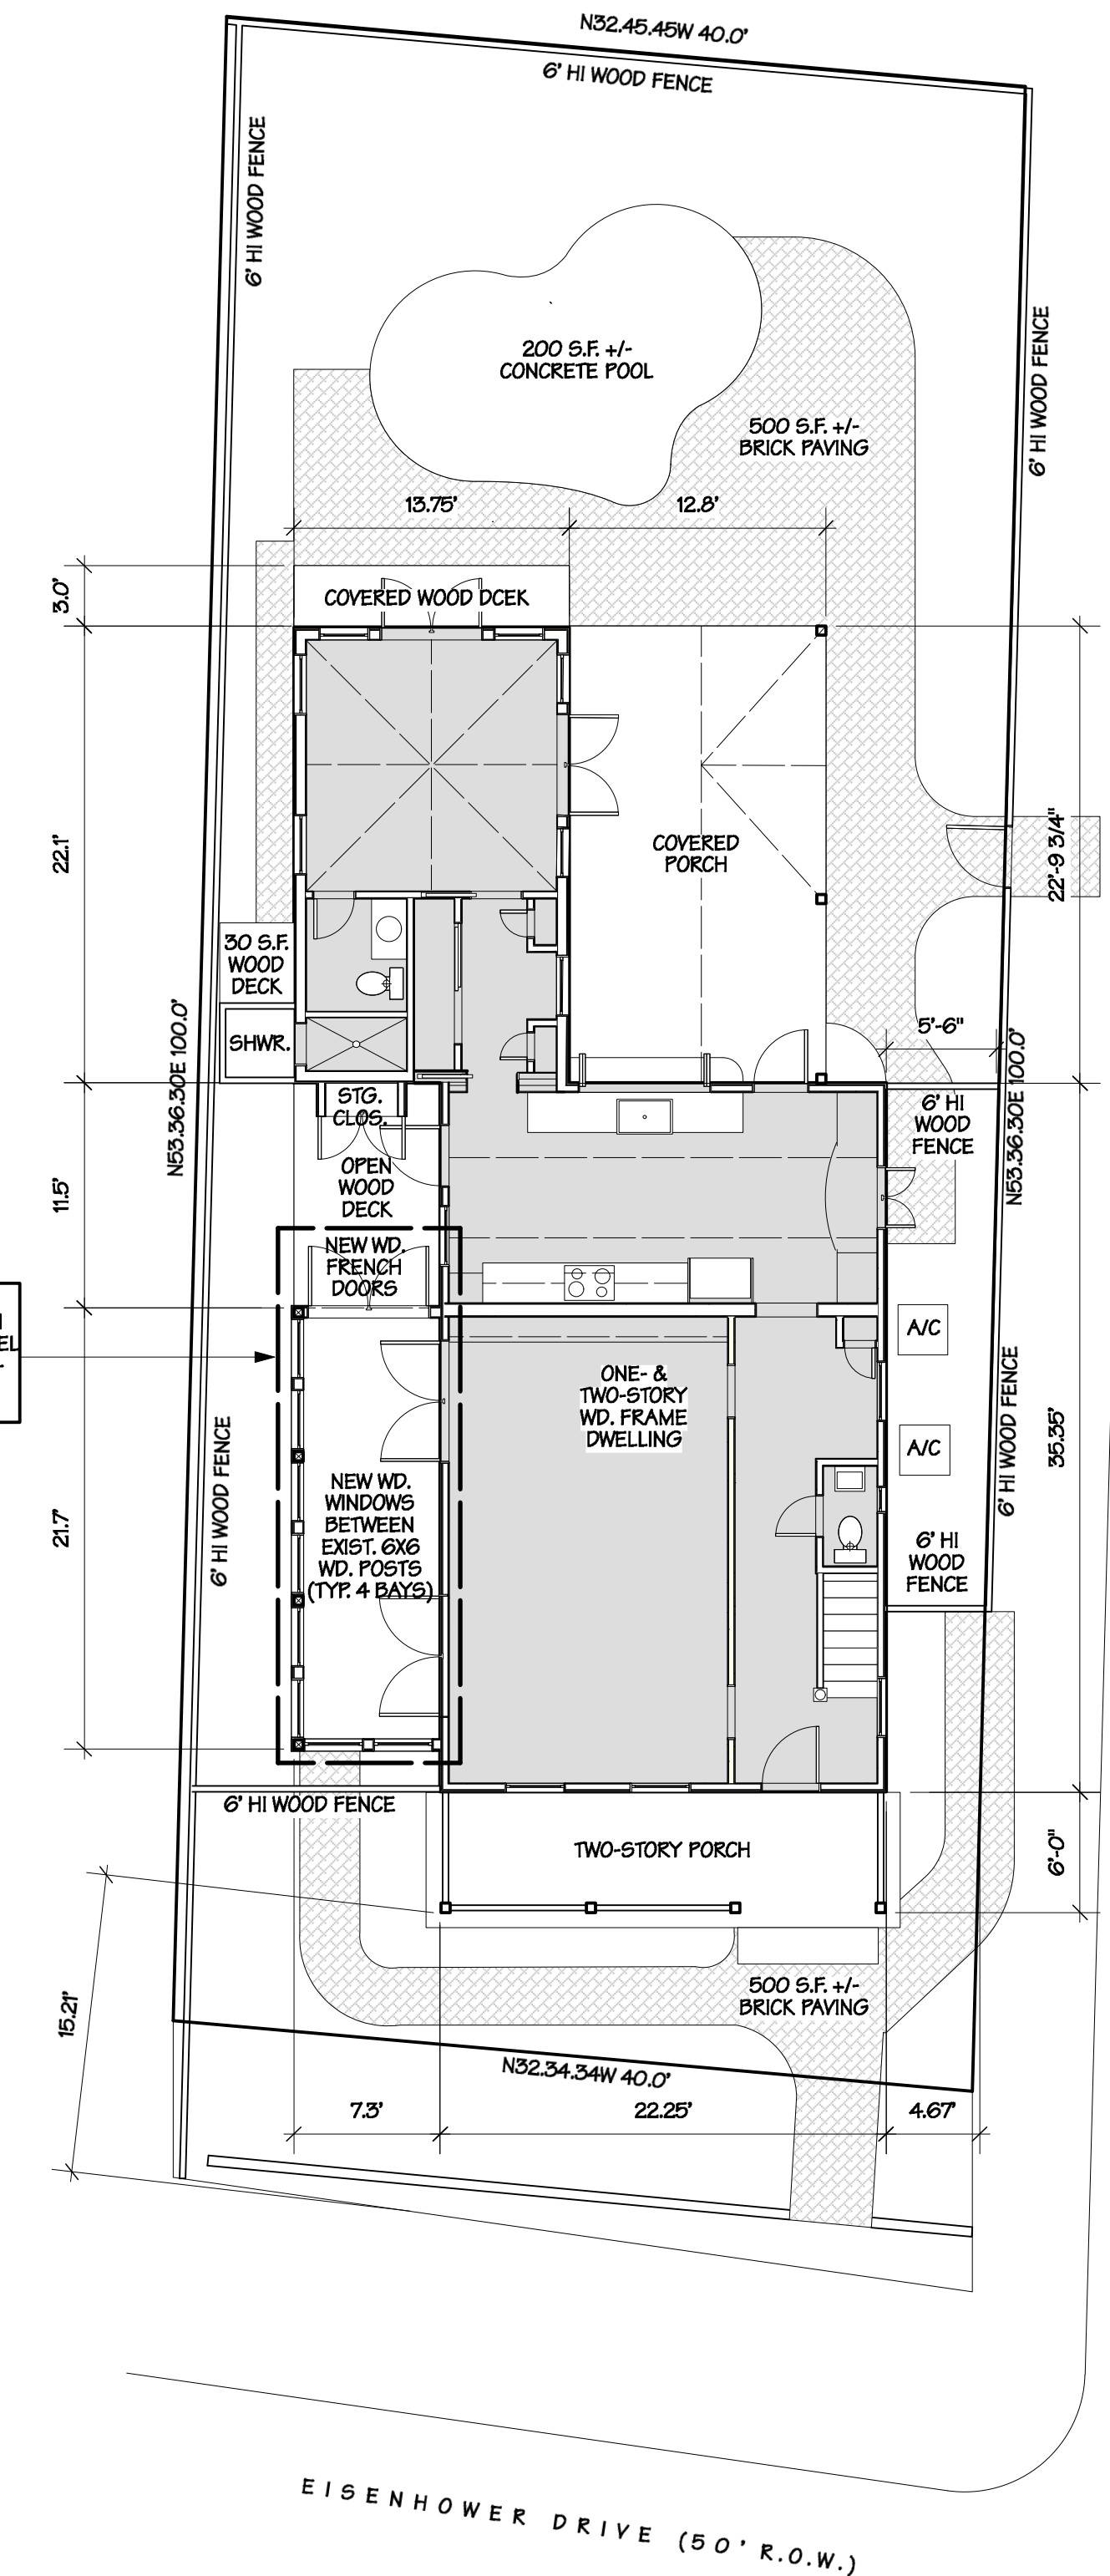 N32.45.45W 40.0'
6' HI WOOD FENCE
6' HI WOOD FENCE
6' HI WOOD FENCE
200 S.F. +/-
CONCRETE POOL
500 S.F. +/-
BRICK PAVING
13.75'
12.8'
3.0'
COVERED WOOD DCEK
22.1'
COVERED
PORCH
22'-9 3/4"
30 S.F.
WOOD
DECK
SHWR.
N53.36.30E 100.0'
5'-6"
N53.36.30E 100.0'
STG.
CLOS.
6' HI
WOOD
FENCE
OPEN
WOOD
DECK
11.5'
NEW WD.
FRENCH
DOORS
A/C
ONE- &
TWO-STORY
WD. FRAME
DWELLING
A/C
6' HI WOOD FENCE
35.35'
6' HI WOOD FENCE
NEW WD.
WINDOWS
BETWEEN
EXIST. 6X6
WD. POSTS
(TYP. 4 BAYS)
21.7'
6' HI
WOOD
FENCE
6' HI WOOD FENCE
TWO-STORY PORCH
6'-0"
500 S.F. +/-
BRICK PAVING
15.21'
N32.34.34W 40.0'
7.3'
22.25'
4.67'
EISENHOWER DRIVE (50' R.O.W.)